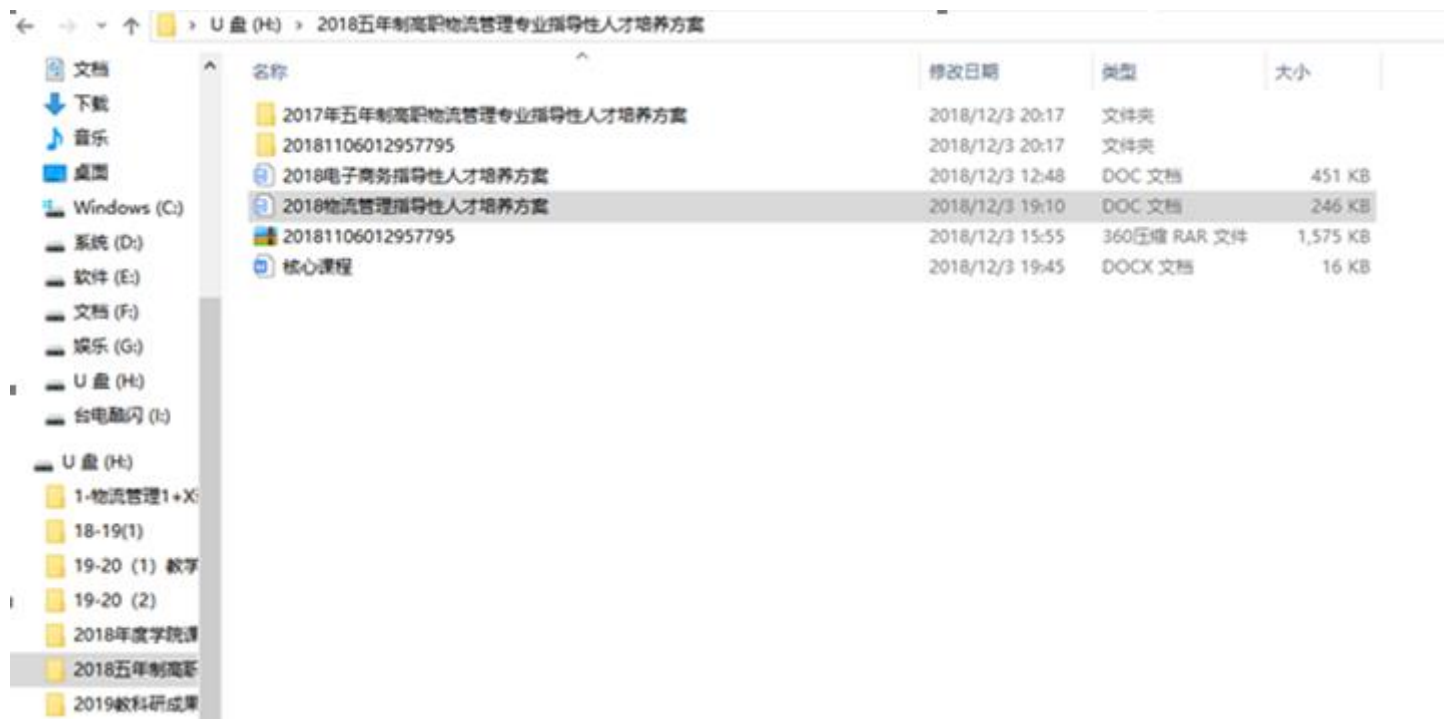 U 盘 (H:) › 2018五年制高职物流管理专业指导性人才培养方案
文档
下载
音乐
桌面
Windows (C:)
系统 (D:)
软件 (E:)
文档 (F:)
娱乐 (G:)
U 盘 (H:)
台电酷闪 (I:)
U 盘 (H:)
1-物流管理1+X
18-19(1)
19-20（1）教学
19-20（2）
2018年度学院课
2018五年制高职
2019教科研成果
名称 修改日期 类型 大小
2017年五年制高职物流管理专业指导性人才培养方案 2018/12/3 20:17 文件夹
20181106012957795 2018/12/3 20:17 文件夹
2018电子商务指导性人才培养方案 2018/12/3 12:48 DOC 文档 451 KB
2018物流管理指导性人才培养方案 2018/12/3 19:10 DOC 文档 246 KB
20181106012957795 2018/12/3 15:55 360压缩 RAR 文件 1,575 KB
核心课程 2018/12/3 19:45 DOCX 文档 16 KB